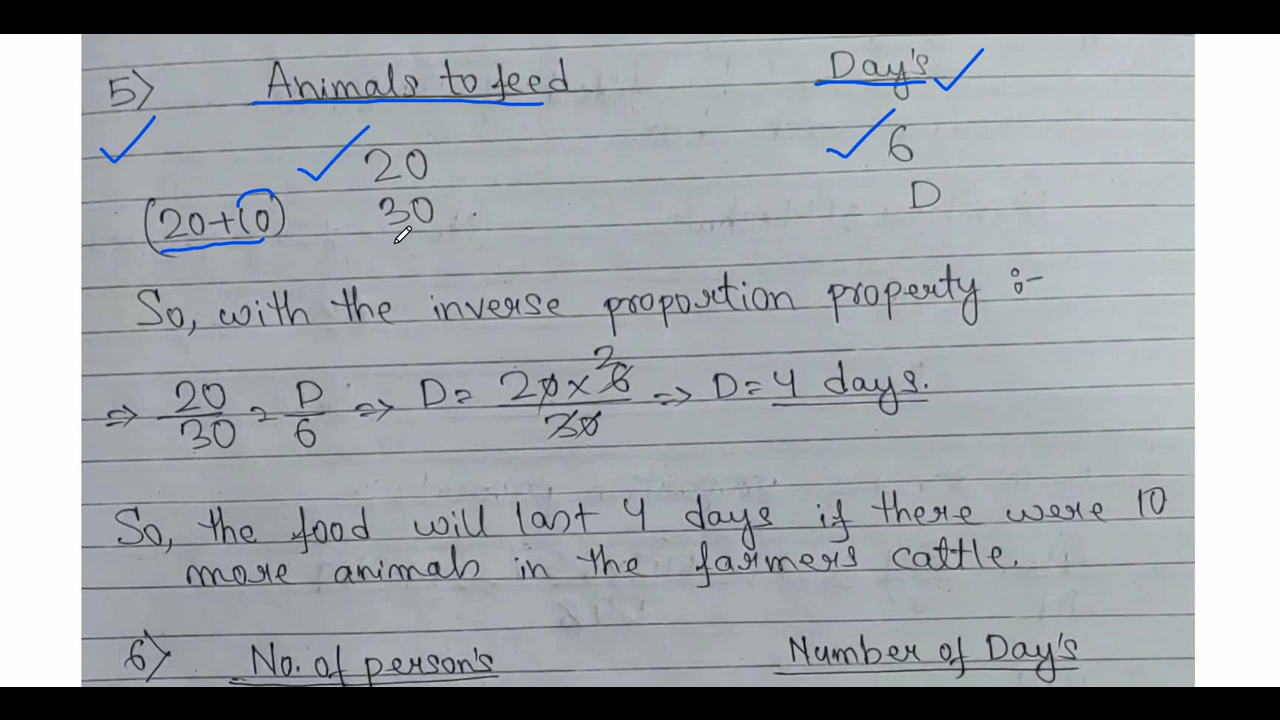 5) Animals to feed Day's
20 6
(20+10) 30 D
So, with the inverse proportion property :-
⇒ 20/30 = D/6 ⇒ D = 20×6/30 2 ⇒ D = 4 days.
So, the food will last 4 days if there were 10
more animals in the farmers cattle.
6) No. of person's Number of Day's